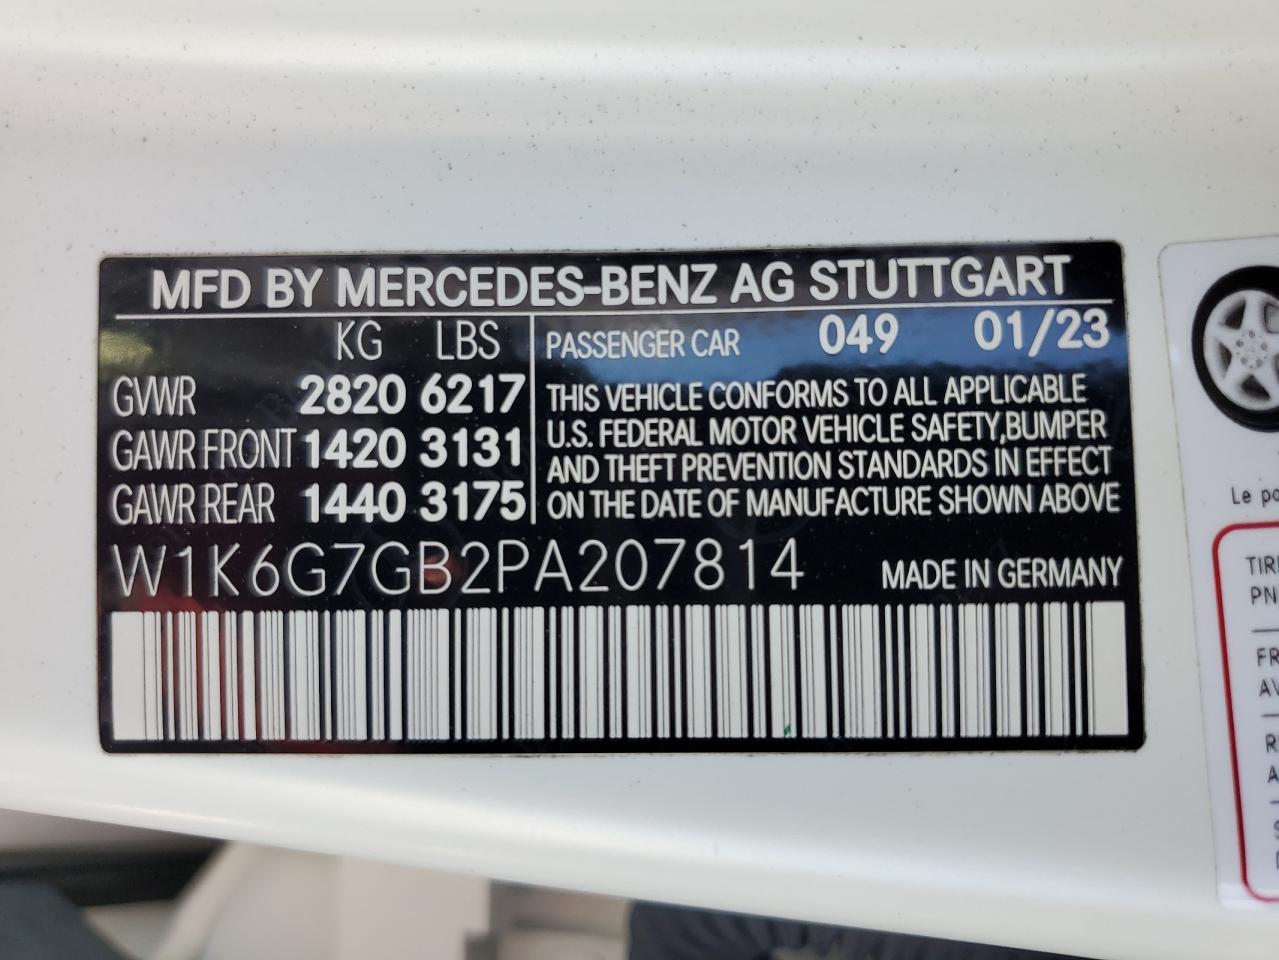 MFD BY MERCEDES-BENZ AG STUTTGART
KG LBS
GVWR 2820 6217
GAWR FRONT 1420 3131
GAWR REAR 1440 3175
PASSENGER CAR 049 01/23
THIS VEHICLE CONFORMS TO ALL APPLICABLE
U.S. FEDERAL MOTOR VEHICLE SAFETY,BUMPER
AND THEFT PREVENTION STANDARDS IN EFFECT
ON THE DATE OF MANUFACTURE SHOWN ABOVE
W1K6G7GB2PA207814 MADE IN GERMANY
Le